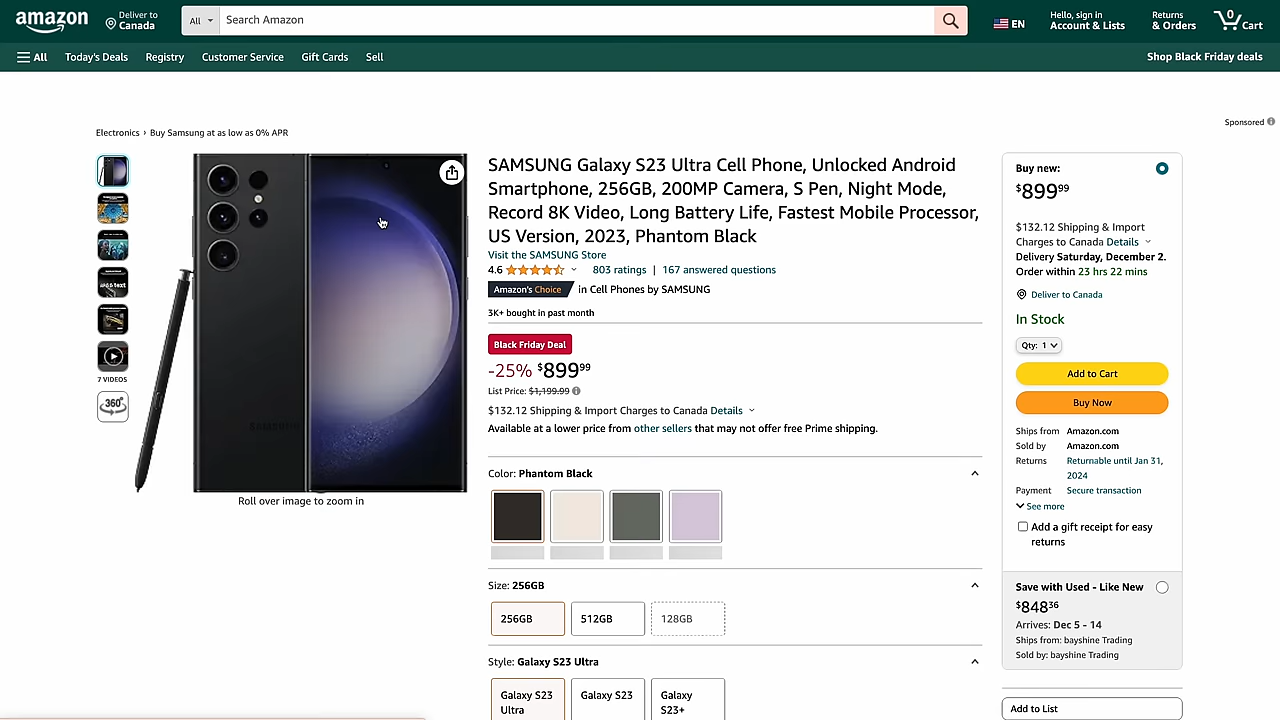 amazon
Deliver to
Canada
All
Search Amazon
EN
Hello, sign in
Account & Lists
Returns
& Orders
0
Cart
All
Today's Deals
Registry
Customer Service
Gift Cards
Sell
Shop Black Friday deals
Sponsored
Electronics › Buy Samsung at as low as 0% APR
7 VIDEOS
360°
SAMSUNG
Roll over image to zoom in
SAMSUNG Galaxy S23 Ultra Cell Phone, Unlocked Android
Smartphone, 256GB, 200MP Camera, S Pen, Night Mode,
Record 8K Video, Long Battery Life, Fastest Mobile Processor,
US Version, 2023, Phantom Black
Visit the SAMSUNG Store
4.6
803 ratings | 167 answered questions
Amazon's Choice in Cell Phones by SAMSUNG
3K+ bought in past month
Black Friday Deal
-25% $89999
List Price: $1,199.99
$132.12 Shipping & Import Charges to Canada Details
Available at a lower price from other sellers that may not offer free Prime shipping.
Color: Phantom Black
Size: 256GB
256GB
512GB
128GB
Style: Galaxy S23 Ultra
Galaxy S23
Ultra
Galaxy S23
Galaxy
S23+
Buy new:
$89999
$132.12 Shipping & Import
Charges to Canada Details
Delivery Saturday, December 2.
Order within 23 hrs 22 mins
Deliver to Canada
In Stock
Qty: 1
Add to Cart
Buy Now
Ships from Amazon.com
Sold by Amazon.com
Returns Returnable until Jan 31,
2024
Payment Secure transaction
See more
Add a gift receipt for easy
returns
Save with Used - Like New
$84836
Arrives: Dec 5 - 14
Ships from: bayshine Trading
Sold by: bayshine Trading
Add to List